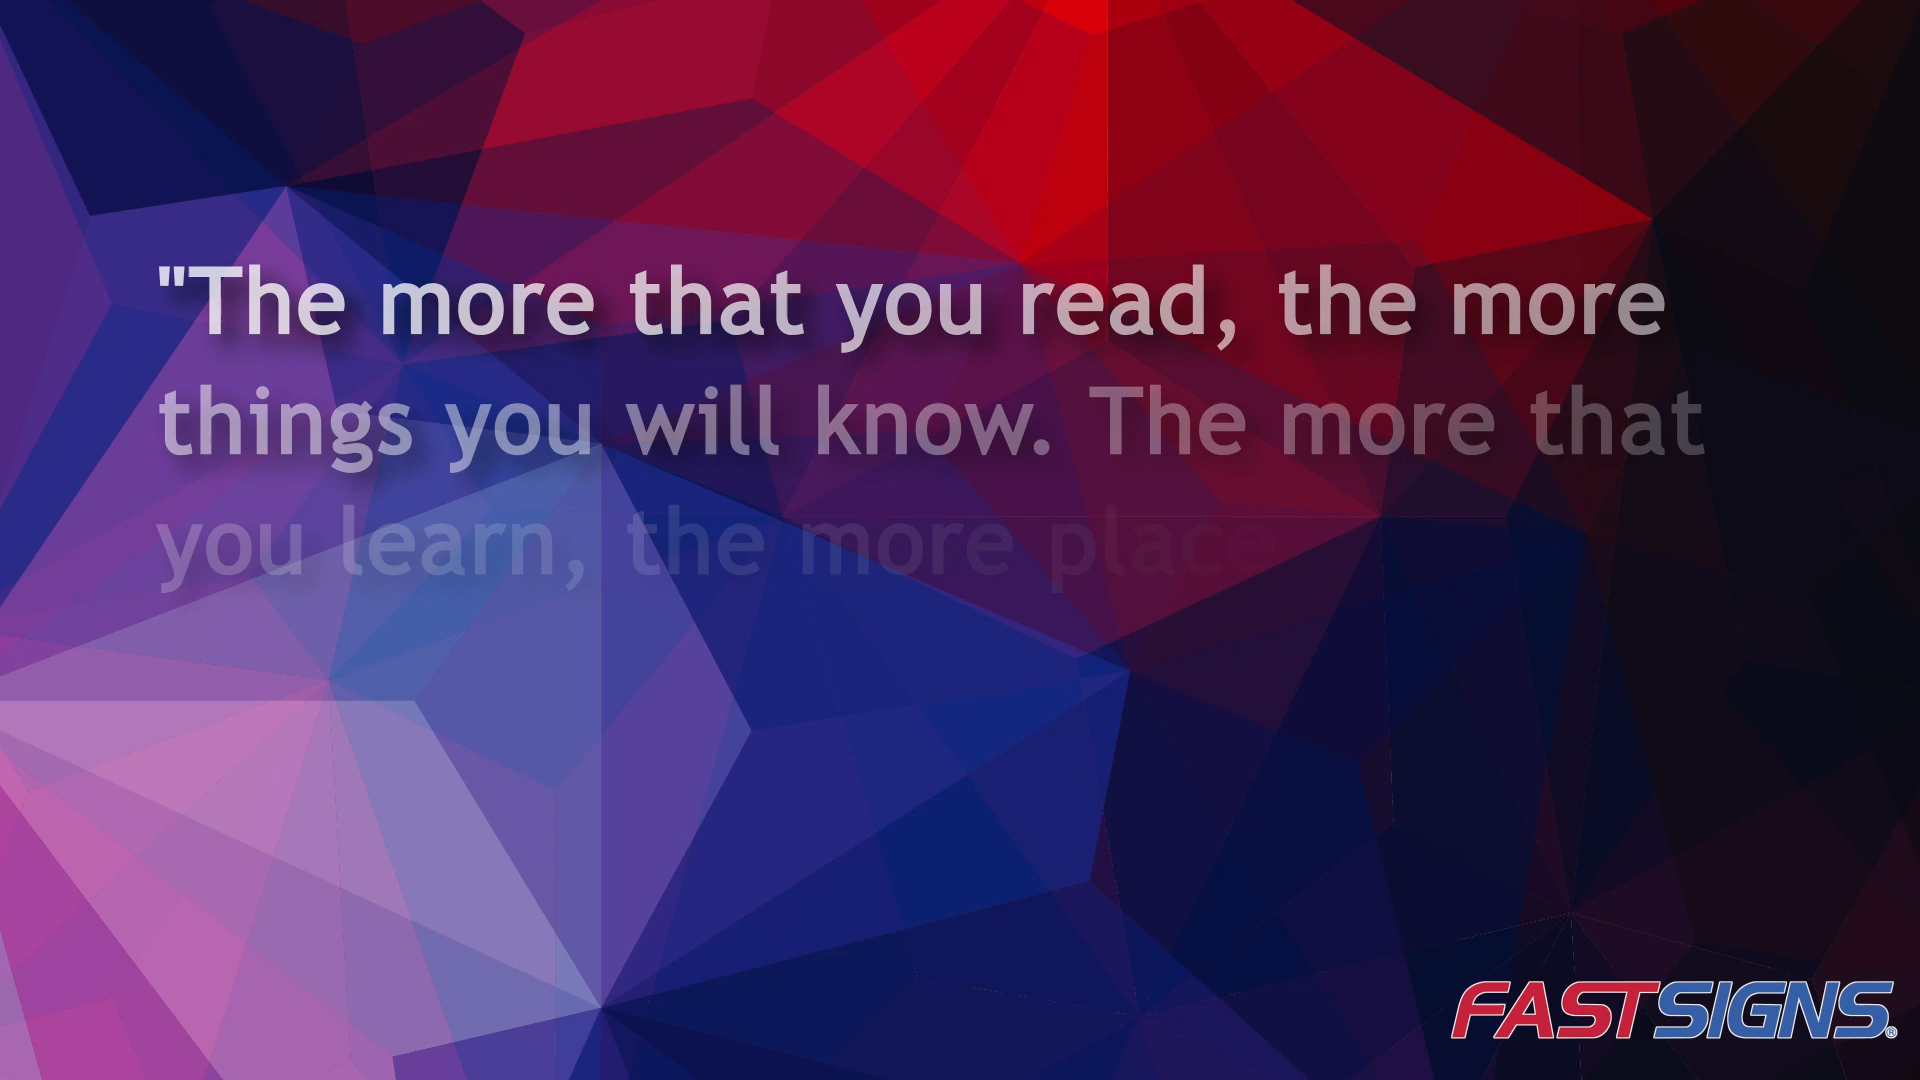 "The more that you read, the more
things you will know. The more that
you learn, the more place
FASTSIGNS®